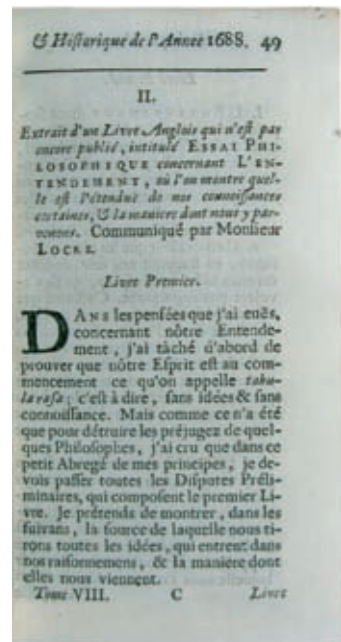 & Historique de l'Annee 1688. 49
II.
Extrait d'un Livre Anglois qui n'est pas
encore publié, intitulé ESSAI PHI-
LOSOPHIQUE concernant L'EN-
TENDEMENT, où l'on montre quel-
le est l'étenduë de nos connoissances
certaines, & la maniere dont nous y par-
venons. Communiqué par Monsieur
LOCKE.
Livre Premier.
DANS les pensées que j'ai euës,
concernant nôtre Entende-
ment, j'ai tâché d'abord de
prouver que nôtre Esprit est au com-
mencement ce qu'on appelle tabu-
la rasa; c'est à dire, sans idées & sans
connoissance. Mais comme ce n'a été
que pour détruire les préjugez de quel-
ques Philosophes, j'ai cru que dans ce
petit Abregé de mes principes, je de-
vois passer toutes les Disputes Préli-
minaires, qui composent le premier Li-
vre. Je prétends de montrer, dans les
suivans, la source de laquelle nous ti-
rons toutes les idées, qui entrent dans
nos raisonnemens, & la maniere dont
elles nous viennent.
Tome VIII. C Livre